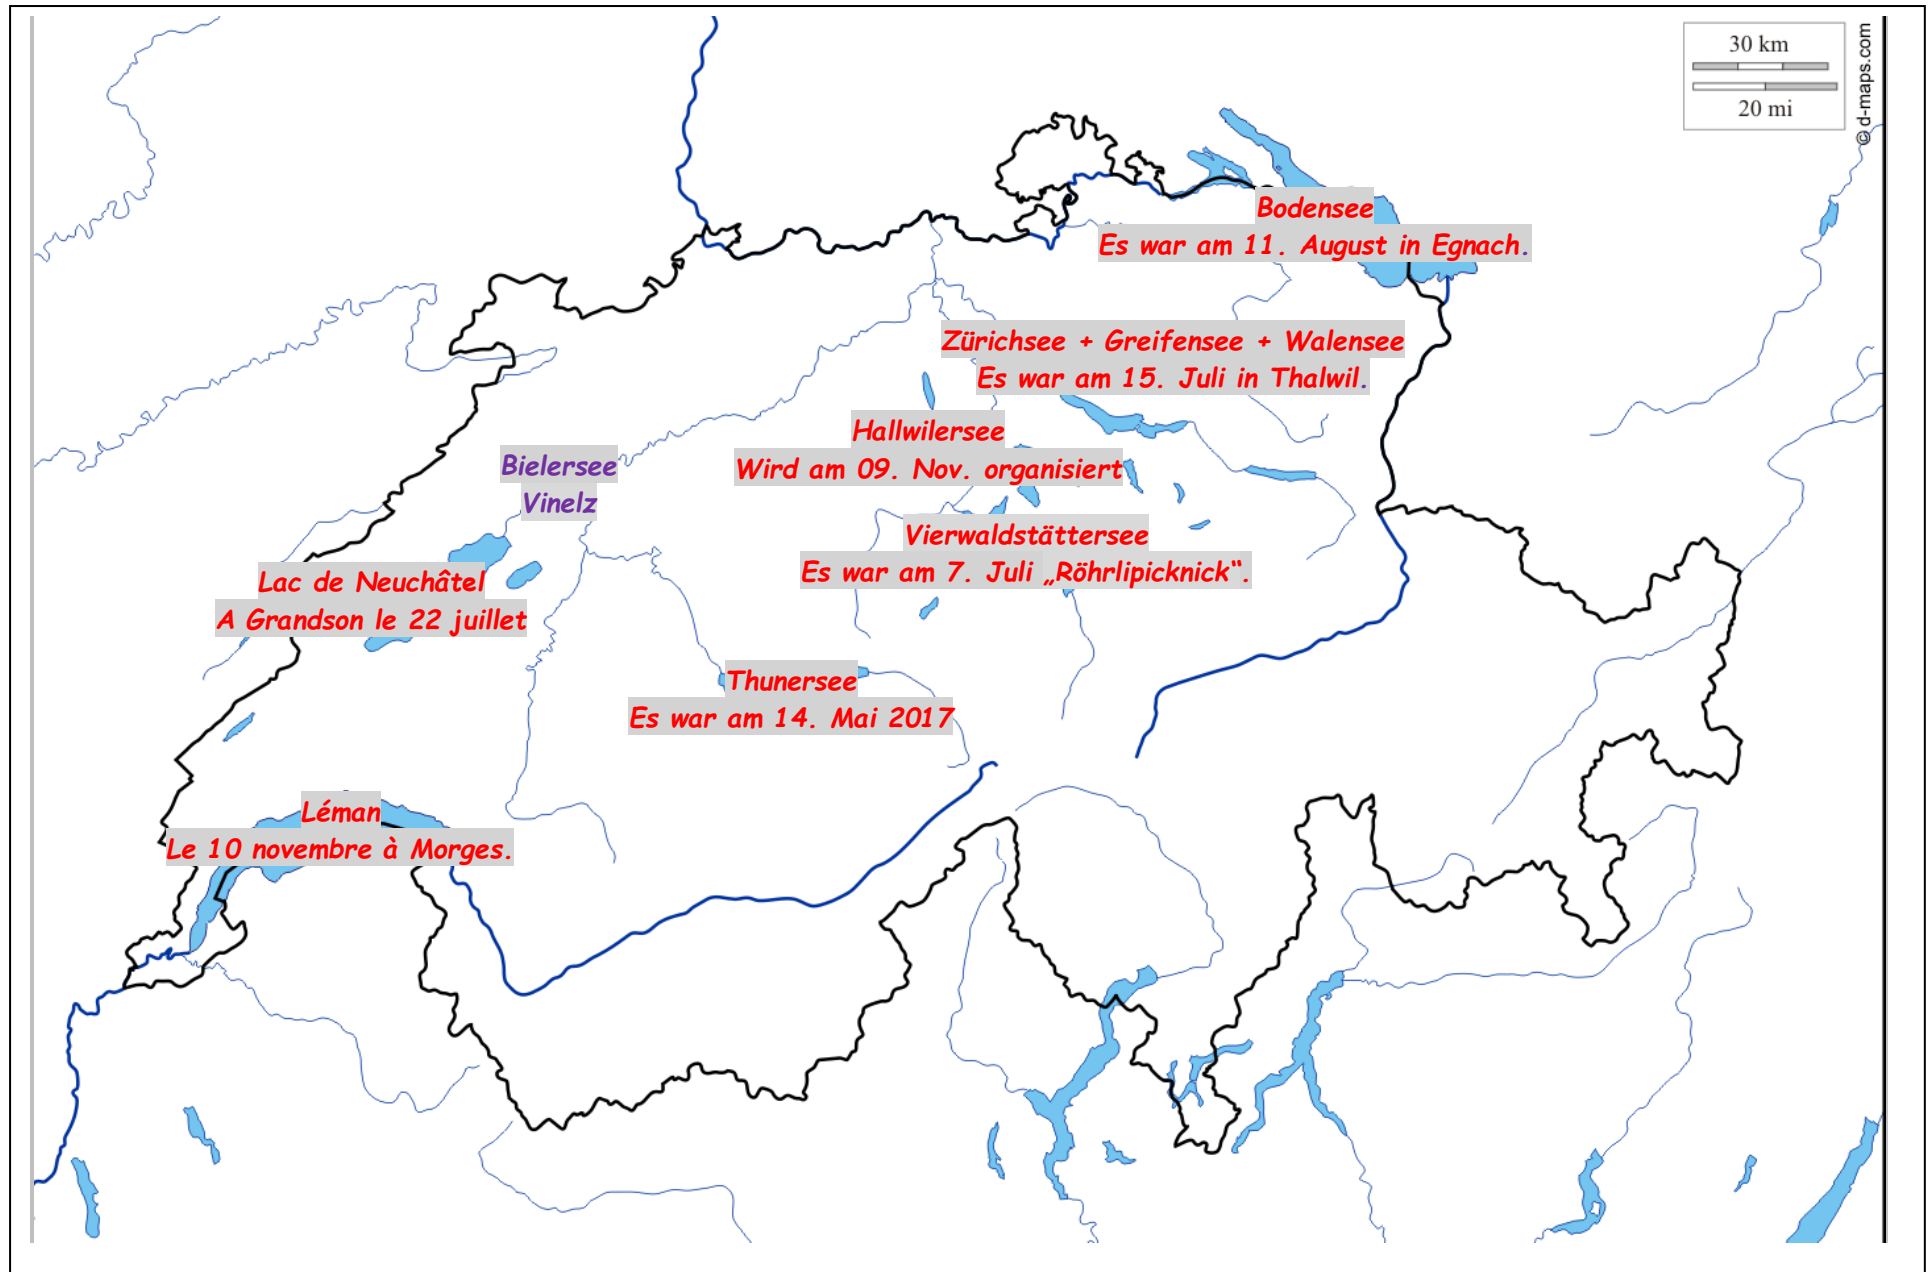 30 km
20 mi
© d-maps.com
Bodensee
Es war am 11. August in Egnach.
Zürichsee + Greifensee + Walensee
Es war am 15. Juli in Thalwil.
Hallwilersee
Wird am 09. Nov. organisiert
Bielersee
Vinelz
Vierwaldstättersee
Es war am 7. Juli „Röhrlipicknick“.
Lac de Neuchâtel
A Grandson le 22 juillet
Thunersee
Es war am 14. Mai 2017
Léman
Le 10 novembre à Morges.